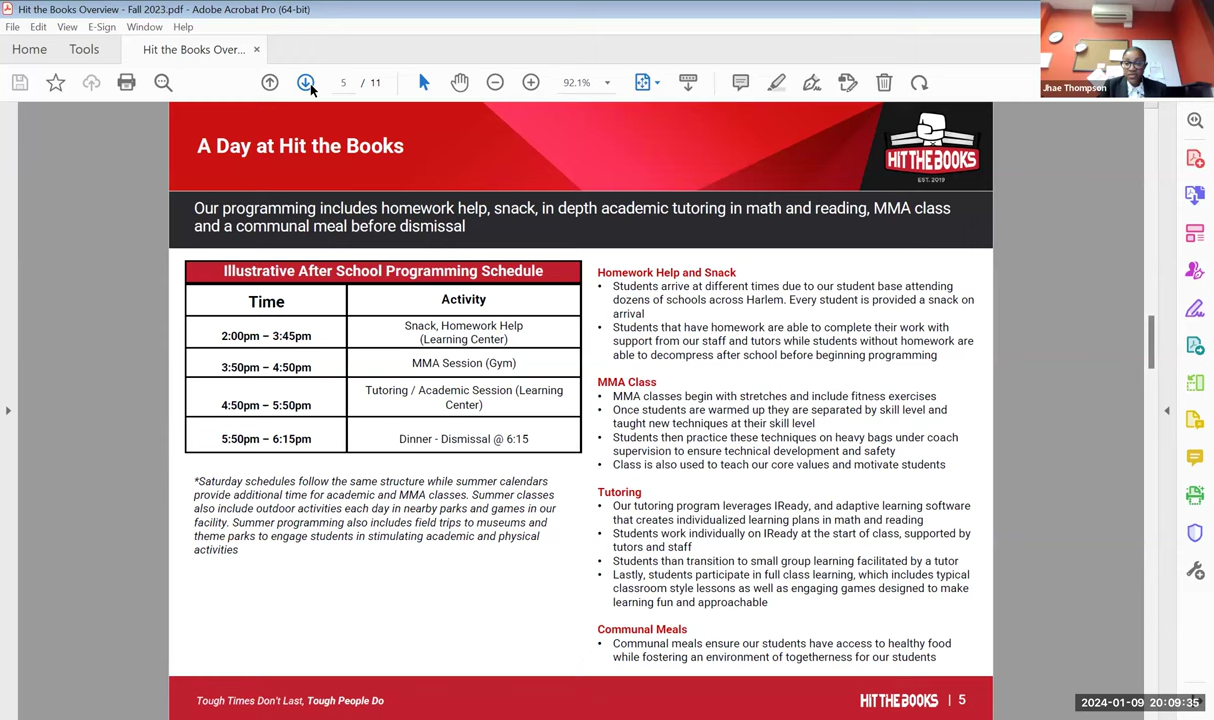 Hit the Books Overview - Fall 2023.pdf - Adobe Acrobat Pro (64-bit)
File Edit View E-Sign Window Help
Home Tools Hit the Books Over... ×
5 / 11 92.1%
Jhae Thompson
A Day at Hit the Books
HIT THE BOOKS
EST. 2019
Our programming includes homework help, snack, in depth academic tutoring in math and reading, MMA class
and a communal meal before dismissal
Illustrative After School Programming Schedule
Time Activity
2:00pm – 3:45pm Snack, Homework Help
(Learning Center)
3:50pm – 4:50pm MMA Session (Gym)
4:50pm – 5:50pm Tutoring / Academic Session (Learning
Center)
5:50pm – 6:15pm Dinner - Dismissal @ 6:15
*Saturday schedules follow the same structure while summer calendars
provide additional time for academic and MMA classes. Summer classes
also include outdoor activities each day in nearby parks and games in our
facility. Summer programming also includes field trips to museums and
theme parks to engage students in stimulating academic and physical
activities
Homework Help and Snack
• Students arrive at different times due to our student base attending
dozens of schools across Harlem. Every student is provided a snack on
arrival
• Students that have homework are able to complete their work with
support from our staff and tutors while students without homework are
able to decompress after school before beginning programming
MMA Class
• MMA classes begin with stretches and include fitness exercises
• Once students are warmed up they are separated by skill level and
taught new techniques at their skill level
• Students then practice these techniques on heavy bags under coach
supervision to ensure technical development and safety
• Class is also used to teach our core values and motivate students
Tutoring
• Our tutoring program leverages IReady, and adaptive learning software
that creates individualized learning plans in math and reading
• Students work individually on IReady at the start of class, supported by
tutors and staff
• Students than transition to small group learning facilitated by a tutor
• Lastly, students participate in full class learning, which includes typical
classroom style lessons as well as engaging games designed to make
learning fun and approachable
Communal Meals
• Communal meals ensure our students have access to healthy food
while fostering an environment of togetherness for our students
Tough Times Don't Last, Tough People Do
HIT THE BOOKS | 5
2024-01-09 20:09:35